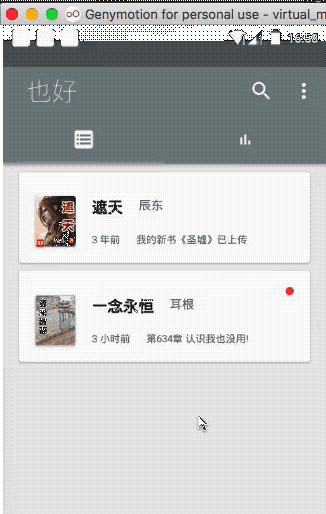 Genymotion for personal use - virtual_m
也好
遮天 辰东
3 年前 我的新书《圣墟》已上传
一念永恒 耳根
3 小时前 第634章 认识我也没用!